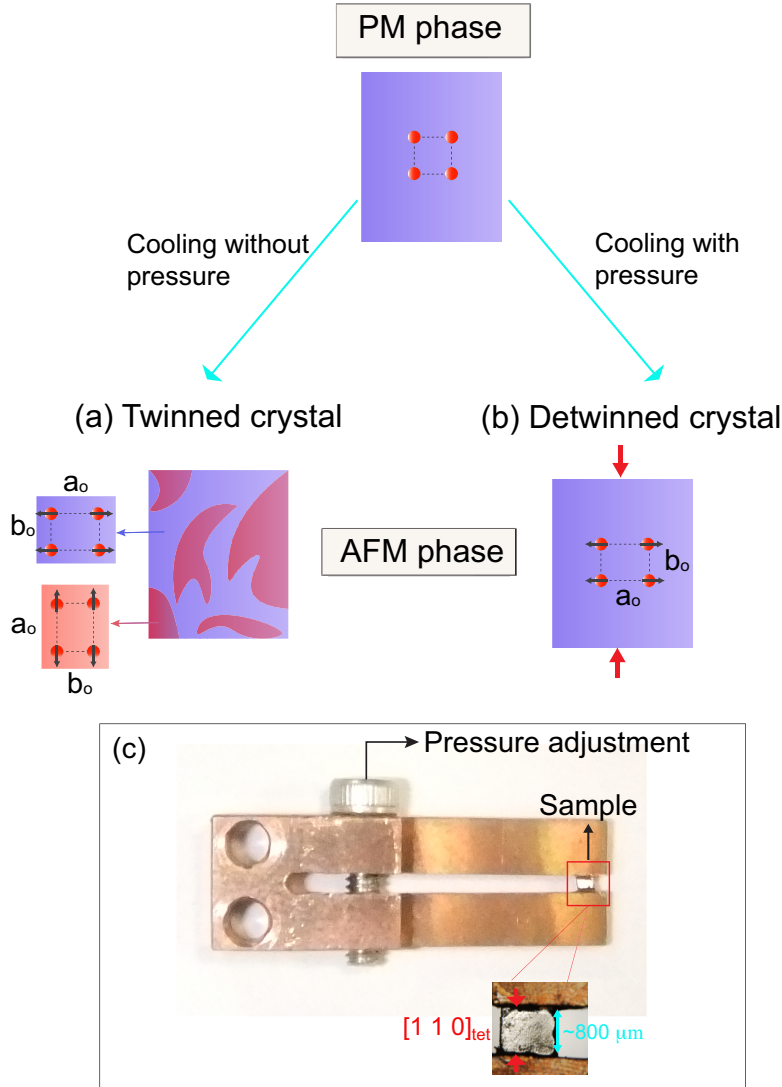 PM phase
Cooling without
pressure
Cooling with
pressure
(a) Twinned crystal
(b) Detwinned crystal
aₒ
bₒ
aₒ
bₒ
AFM phase
bₒ
aₒ
(c)
Pressure adjustment
Sample
[1 1 0]tet
~800 μm